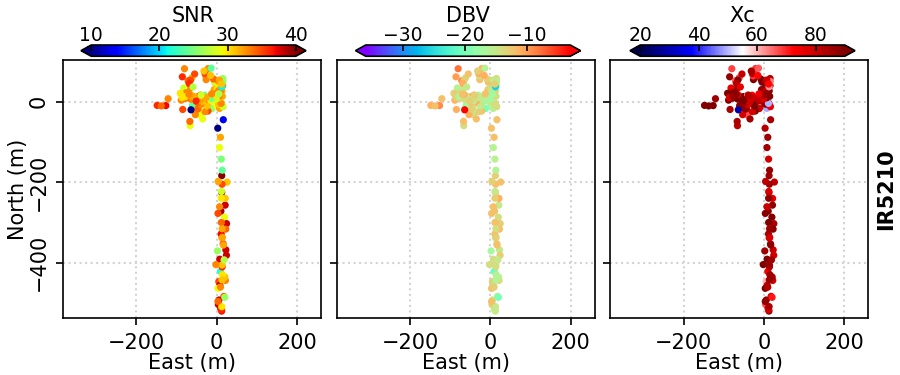 SNR DBV Xc
10 20 30 40 −30 −20 −10 20 40 60 80
North (m)
0
−200
−400
IR5210
−200 0 200 −200 0 200 −200 0 200
East (m) East (m) East (m)